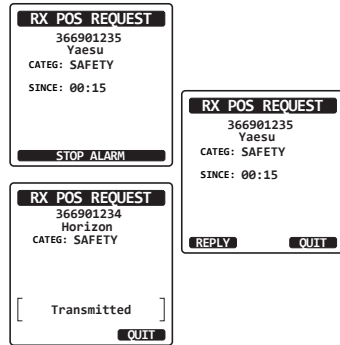 RX POS REQUEST
366901235
Yaesu
CATEG: SAFETY
SINCE: 00:15
STOP ALARM
RX POS REQUEST
366901235
Yaesu
CATEG: SAFETY
SINCE: 00:15
REPLY QUIT
RX POS REQUEST
366901234
Horizon
CATEG: SAFETY
[ Transmitted ]
QUIT